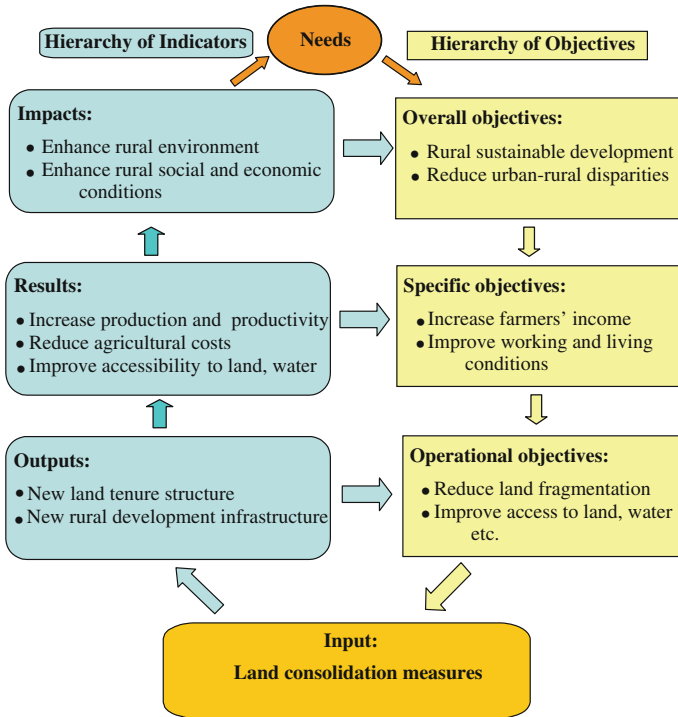 Needs
Hierarchy of Indicators
Hierarchy of Objectives
Impacts:
• Enhance rural environment
• Enhance rural social and economic
conditions
Overall objectives:
• Rural sustainable development
• Reduce urban-rural disparities
Results:
• Increase production and productivity
• Reduce agricultural costs
• Improve accessibility to land, water
Specific objectives:
• Increase farmers’ income
• Improve working and living
conditions
Outputs:
• New land tenure structure
• New rural development infrastructure
Operational objectives:
• Reduce land fragmentation
• Improve access to land, water
etc.
Input:
Land consolidation measures